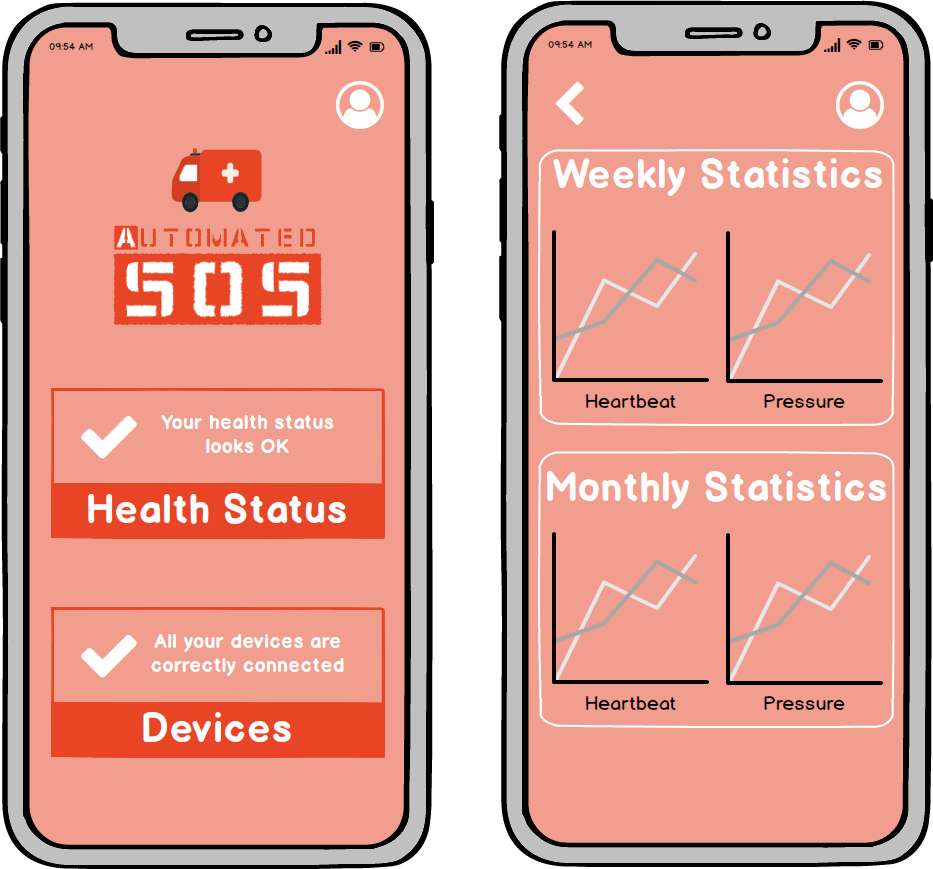 09:54 AM
AUTOMATED
SOS
Your health status
looks OK
Health Status
All your devices are
correctly connected
Devices
09:54 AM
Weekly Statistics
Heartbeat
Pressure
Monthly Statistics
Heartbeat
Pressure